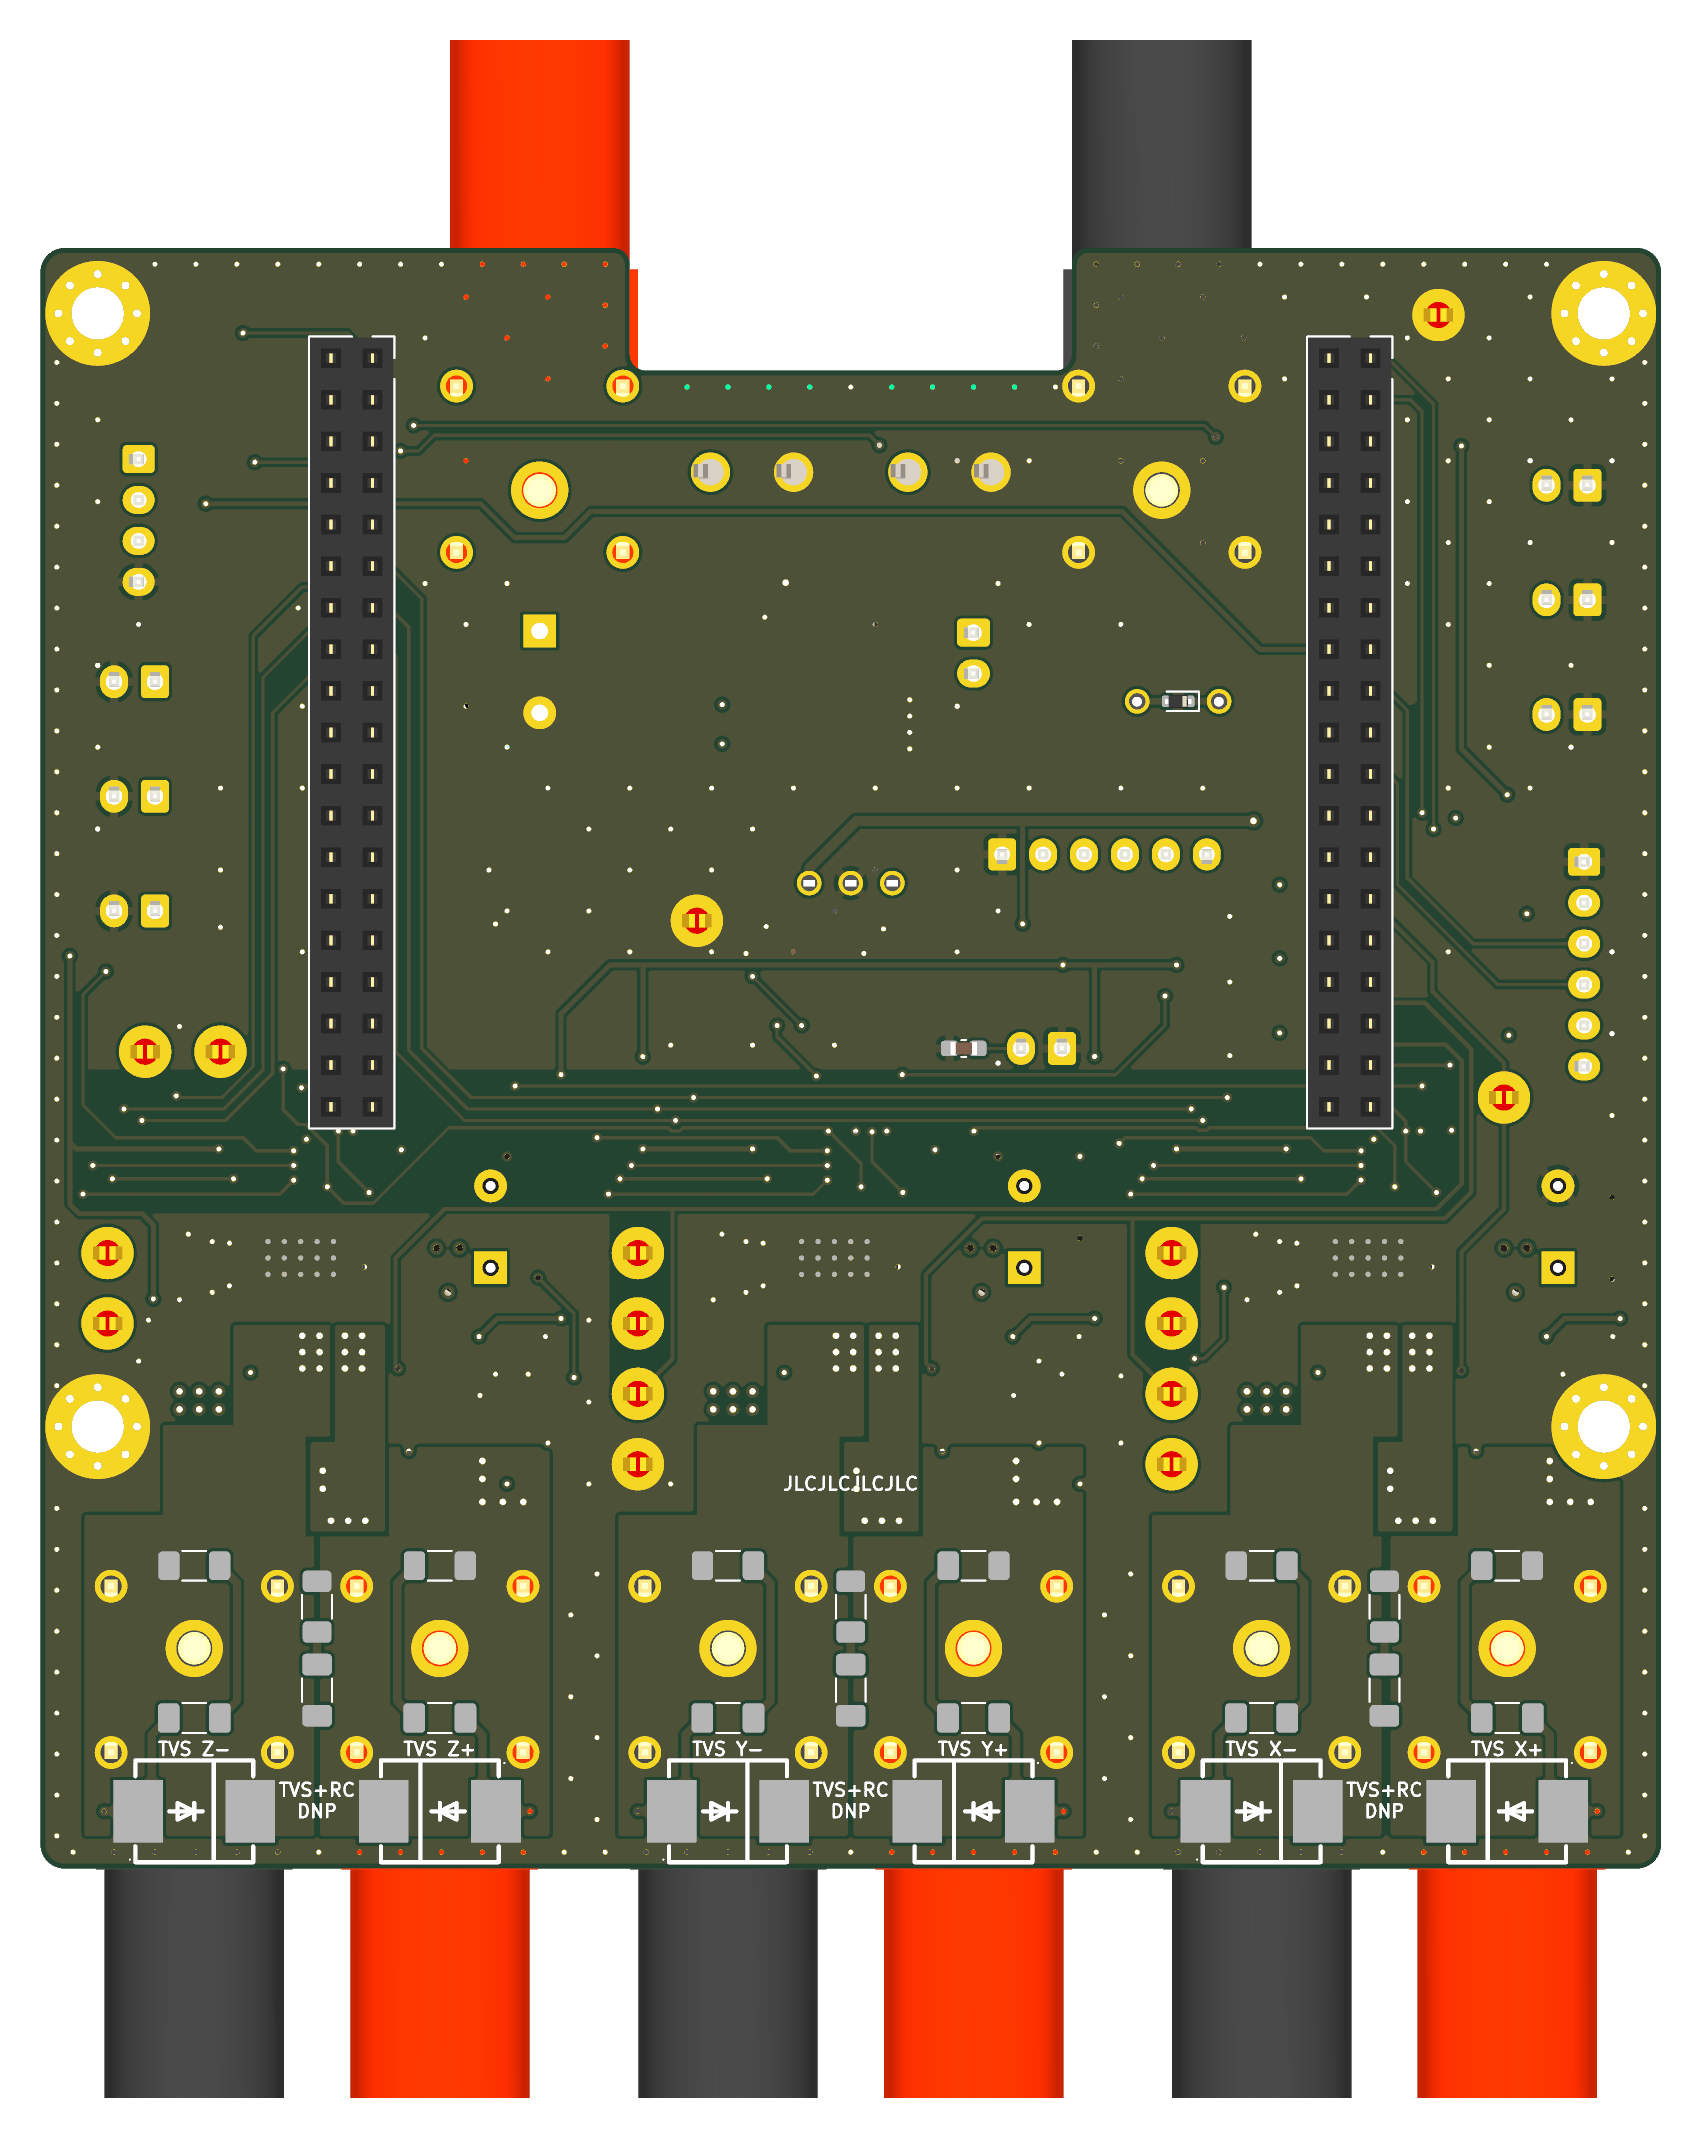 JLCJLCJLCJLC
TVS Z-
TVS Z+
TVS Y-
TVS Y+
TVS X-
TVS X+
TVS+RC
DNP
TVS+RC
DNP
TVS+RC
DNP